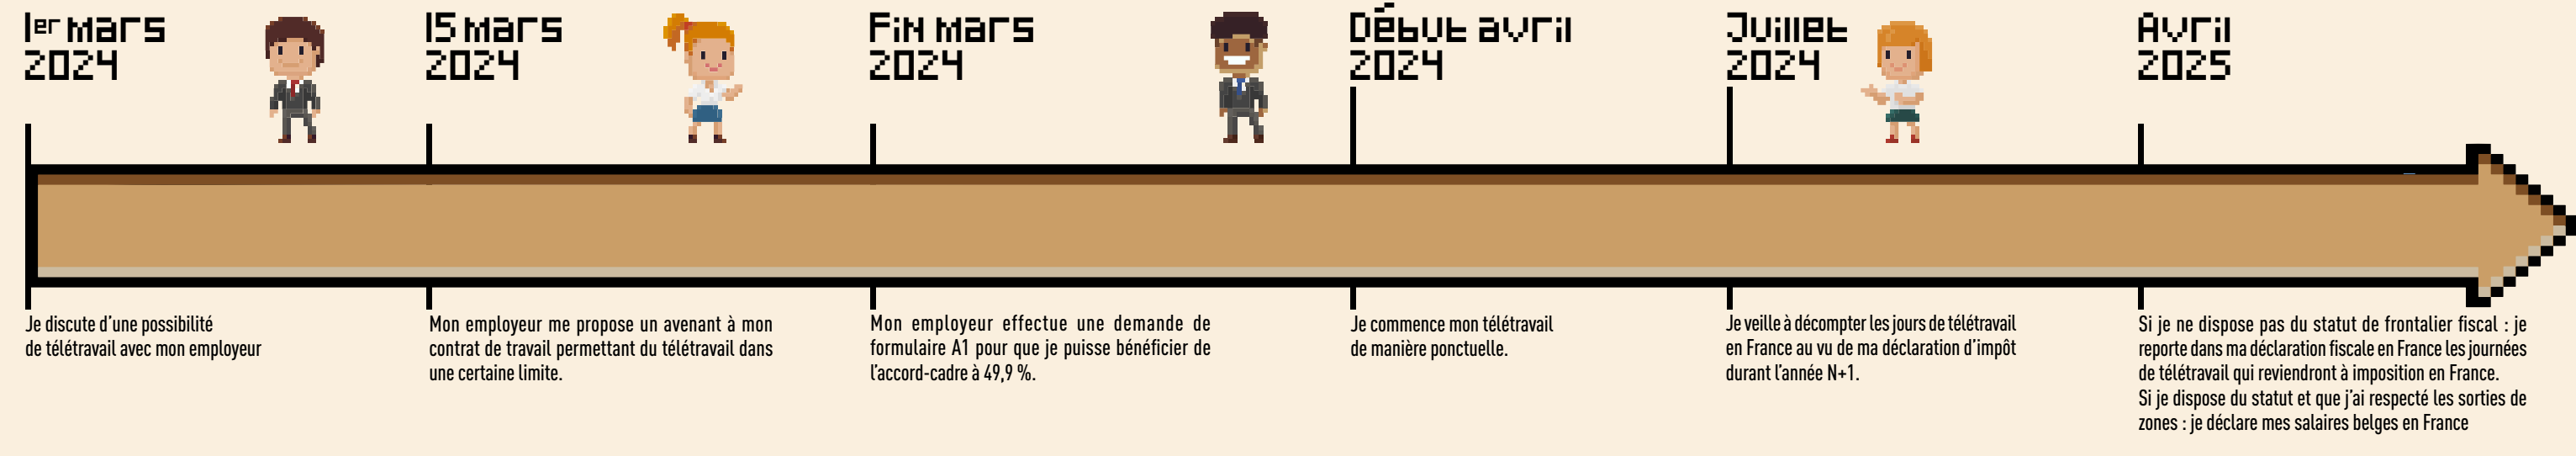 1er mars
2024
Je discute d’une possibilité
de télétravail avec mon employeur
15 mars
2024
Mon employeur me propose un avenant à mon
contrat de travail permettant du télétravail dans
une certaine limite.
Fin mars
2024
Mon employeur effectue une demande de
formulaire A1 pour que je puisse bénéficier de
l’accord-cadre à 49,9 %.
Début avril
2024
Je commence mon télétravail
de manière ponctuelle.
Juillet
2024
Je veille à décompter les jours de télétravail
en France au vu de ma déclaration d’impôt
durant l’année N+1.
Avril
2025
Si je ne dispose pas du statut de frontalier fiscal : je
reporte dans ma déclaration fiscale en France les journées
de télétravail qui reviendront à imposition en France.
Si je dispose du statut et que j’ai respecté les sorties de
zones : je déclare mes salaires belges en France